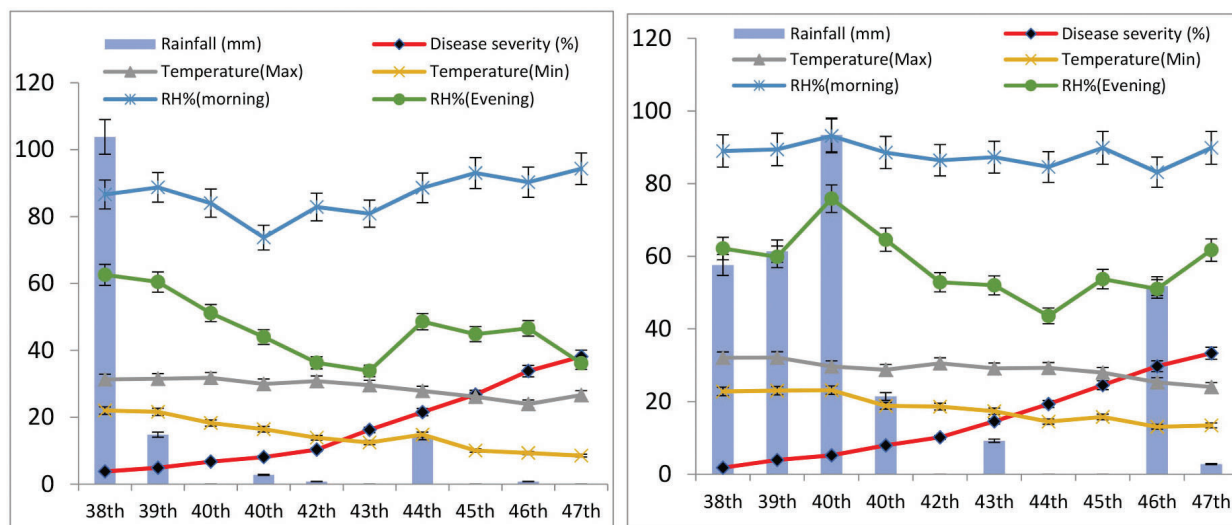 Rainfall (mm) Disease severity (%)
Temperature(Max) Temperature(Min)
RH%(morning) RH%(Evening)
120
100
80
60
40
20
0
38th 39th 40th 40th 42th 43th 44th 45th 46th 47th
120
Rainfall (mm) Disease severity (%)
Temperature(Max) Temperature(Min)
RH%(morning) RH%(Evening)
100
80
60
40
20
0
38th 39th 40th 40th 42th 43th 44th 45th 46th 47th